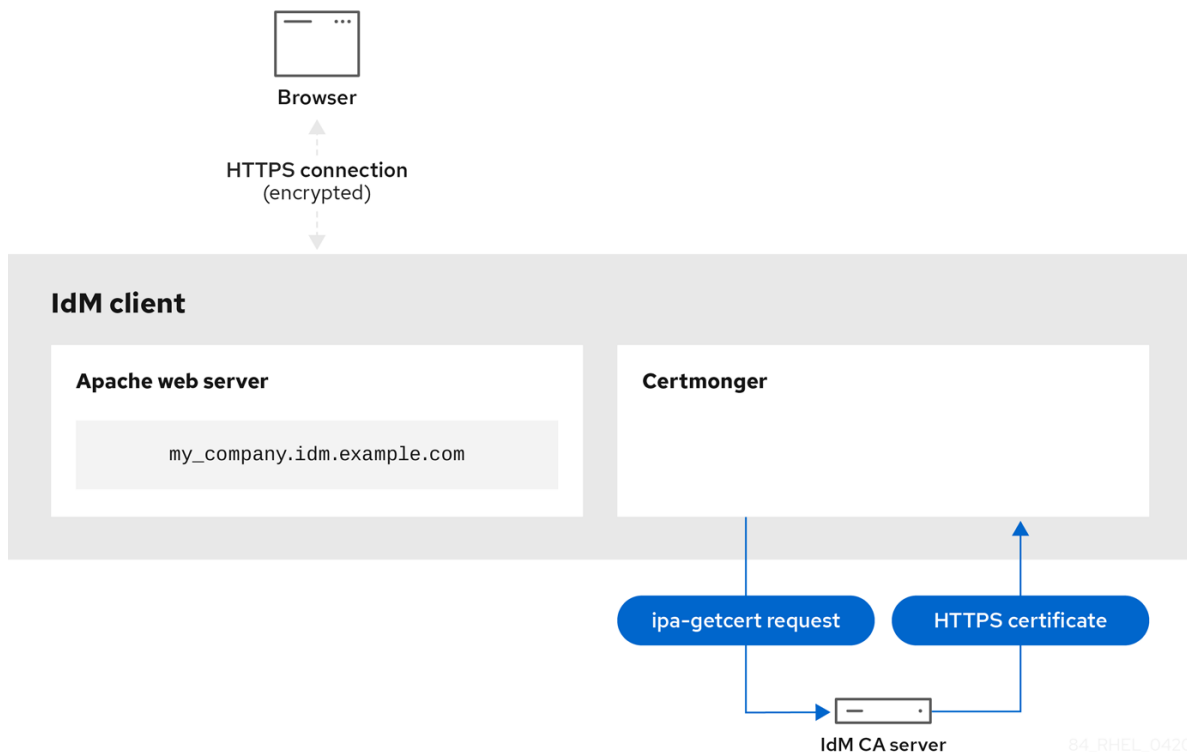 Browser
HTTPS connection
(encrypted)
IdM client
Apache web server
my_company.idm.example.com
Certmonger
ipa-getcert request
HTTPS certificate
IdM CA server
84_RHEL_0420